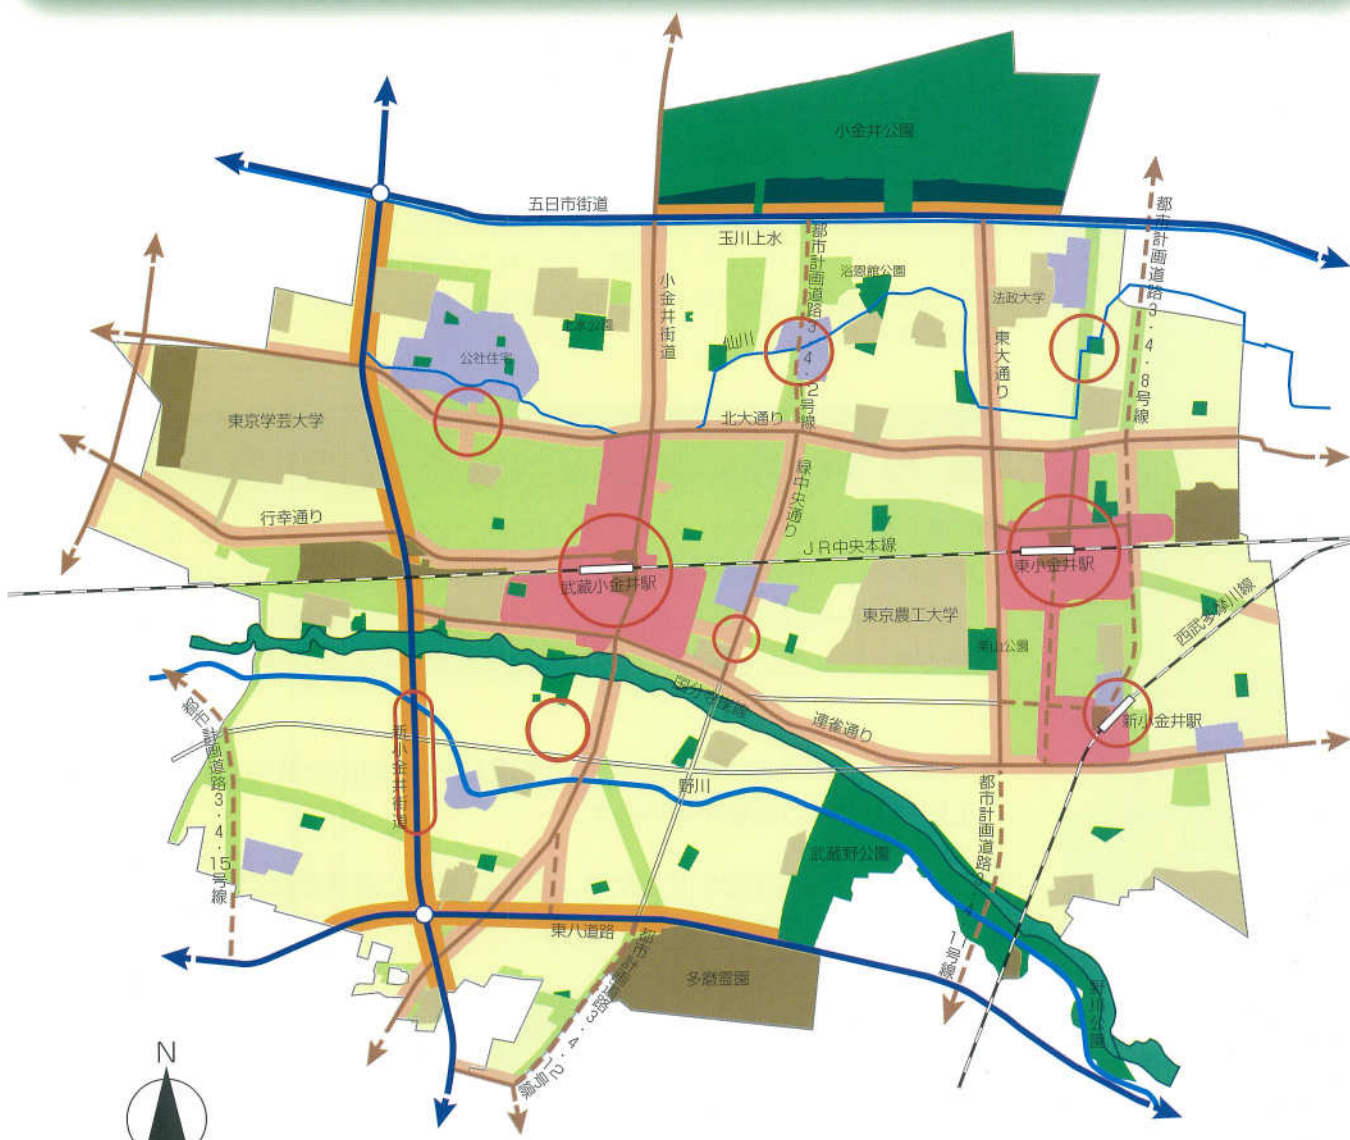 小金井公園
五日市街道
玉川上水
都市計画道路3・4・8号線
小金井街道
都市計画道路3・4・12号線
浴恩館公園
法政大学
上水公園
仙川
公社住宅
東大通り
東京学芸大学
北大通り
緑中央通り
行幸通り
JR中央本線
武蔵小金井駅
東小金井駅
東京農工大学
西武多摩川線
栗山公園
国分寺崖線
連雀通り
新小金井駅
都市計画道路3・4・15号線
新小金井街道
野川
都市計画道路3・4・
1号線
武蔵野公園
東八道路
都市計画道路3・4・12号線
多磨霊園
野川公園
N